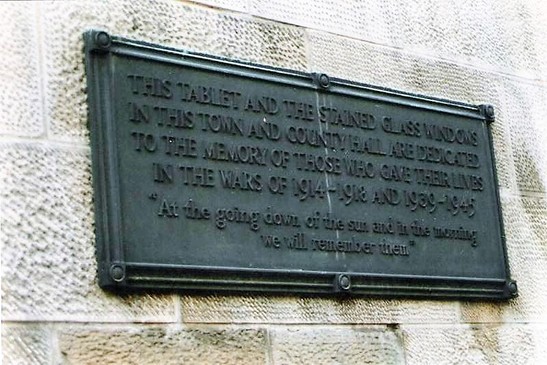 THIS TABLET AND THE STAINED GLASS WINDOWS
IN THIS TOWN AND COUNTY HALL ARE DEDICATED
TO THE MEMORY OF THOSE WHO GAVE THEIR LIVES
IN THE WARS OF 1914-1918 AND 1939-1945
"At the going down of the sun and in the morning
we will remember them"